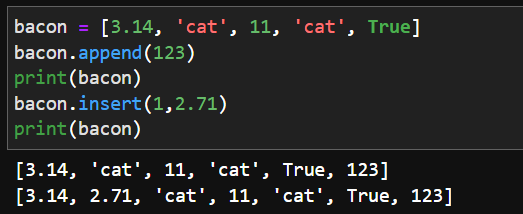 bacon = [3.14, 'cat', 11, 'cat', True]
bacon.append(123)
print(bacon)
bacon.insert(1,2.71)
print(bacon)
[3.14, 'cat', 11, 'cat', True, 123]
[3.14, 2.71, 'cat', 11, 'cat', True, 123]